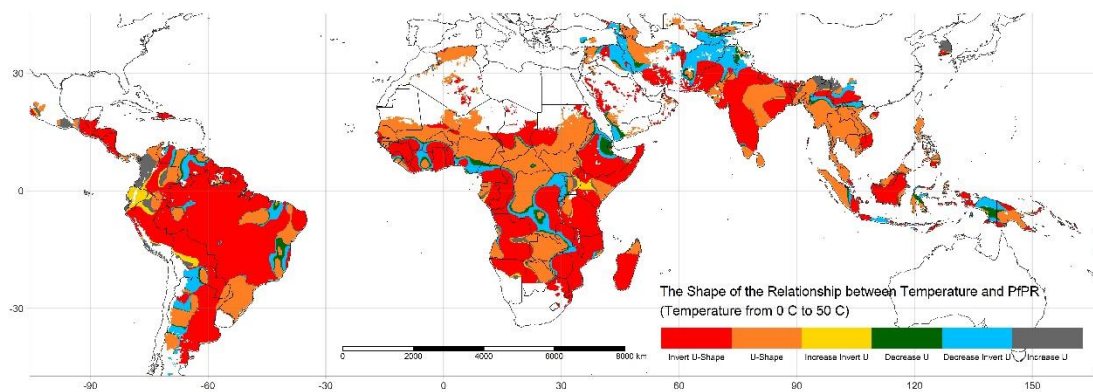 30
0
-30
The Shape of the Relationship between Temperature and PfPR
(Temperature from 0 C to 50 C)
Invert U-Shape U-Shape Increase Invert U Decrease U Decrease Invert U Increase U
0 2000 4000 6000 8000 km
-90 -60 -30 0 30 60 90 120 150